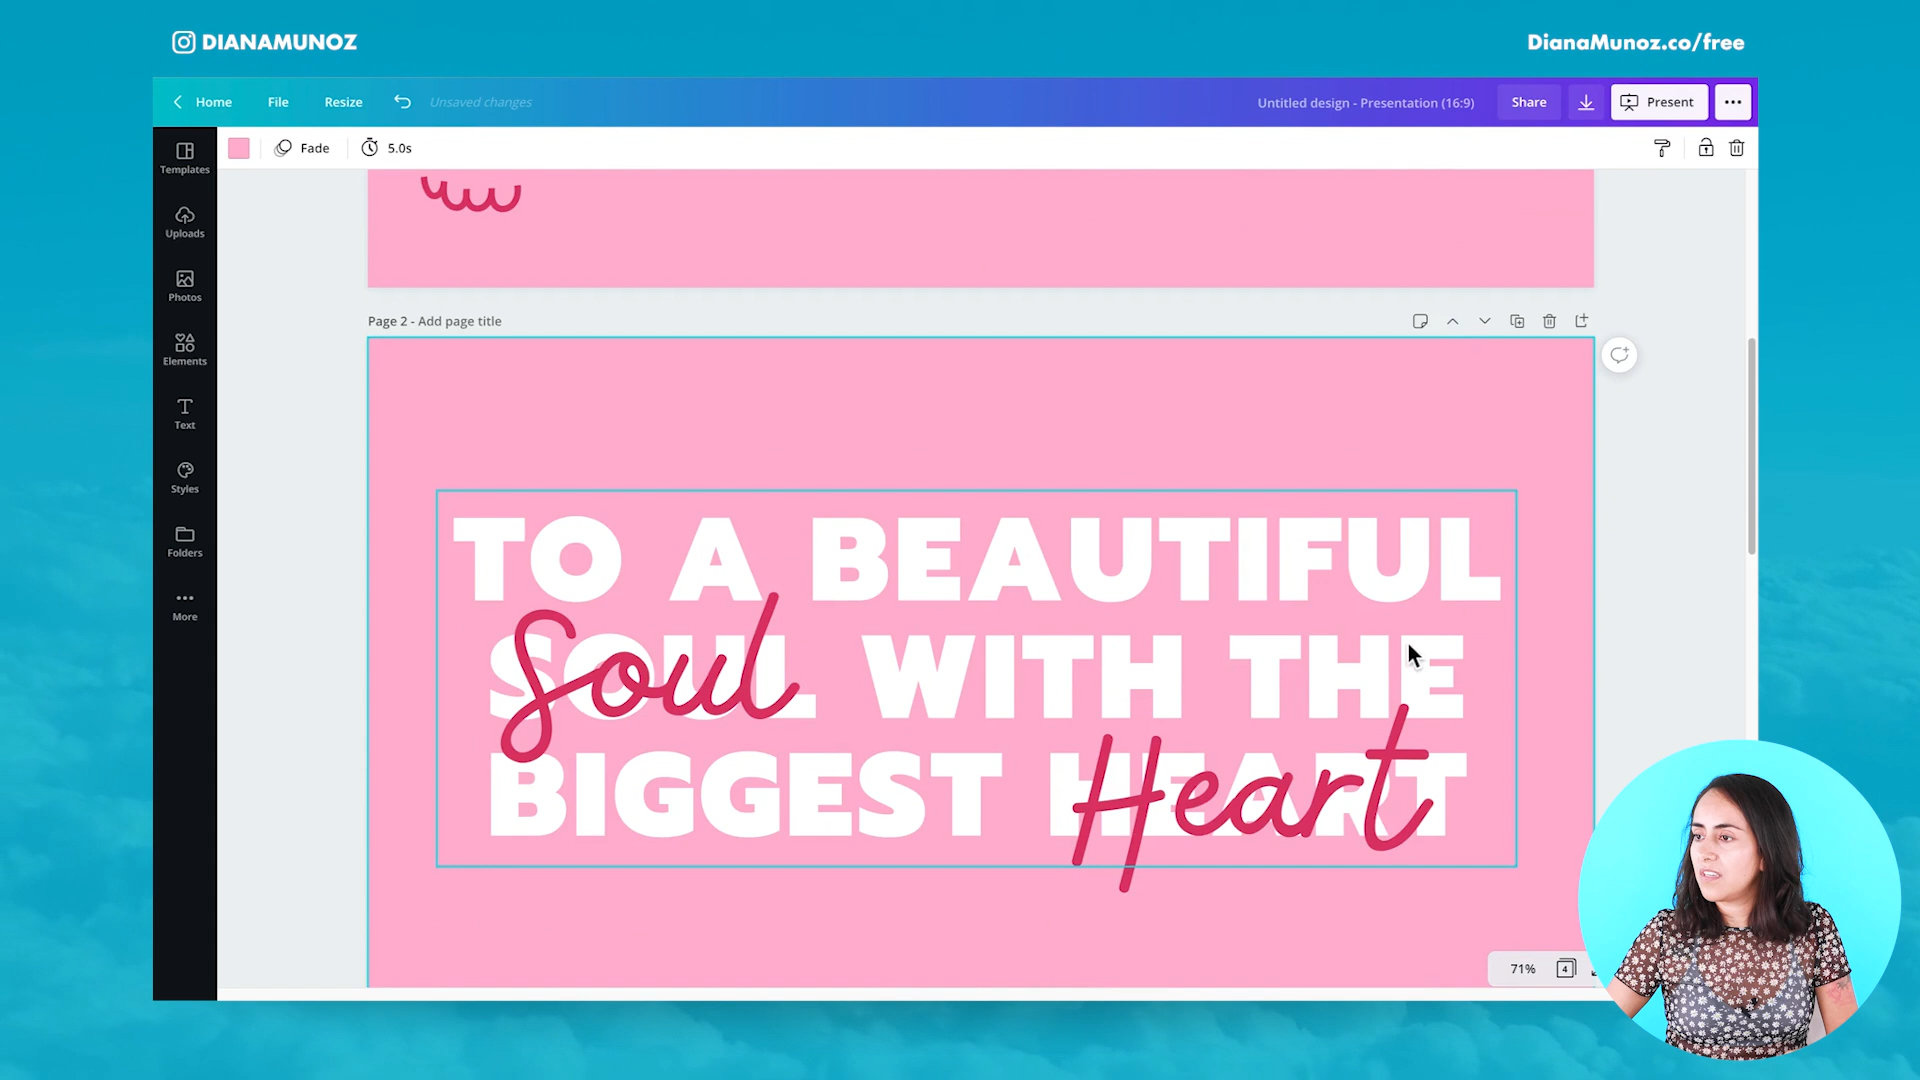 DIANAMUNOZ
DianaMunoz.co/free
Home File Resize Unsaved changes Untitled design - Presentation (16:9) Share Present
Templates
Fade 5.0s
Uploads
Photos
Page 2 - Add page title
Elements
Text
Styles
Folders
More
TO A BEAUTIFUL
SOUL WITH THE
Soul
BIGGEST HEART
Heart
71% 4